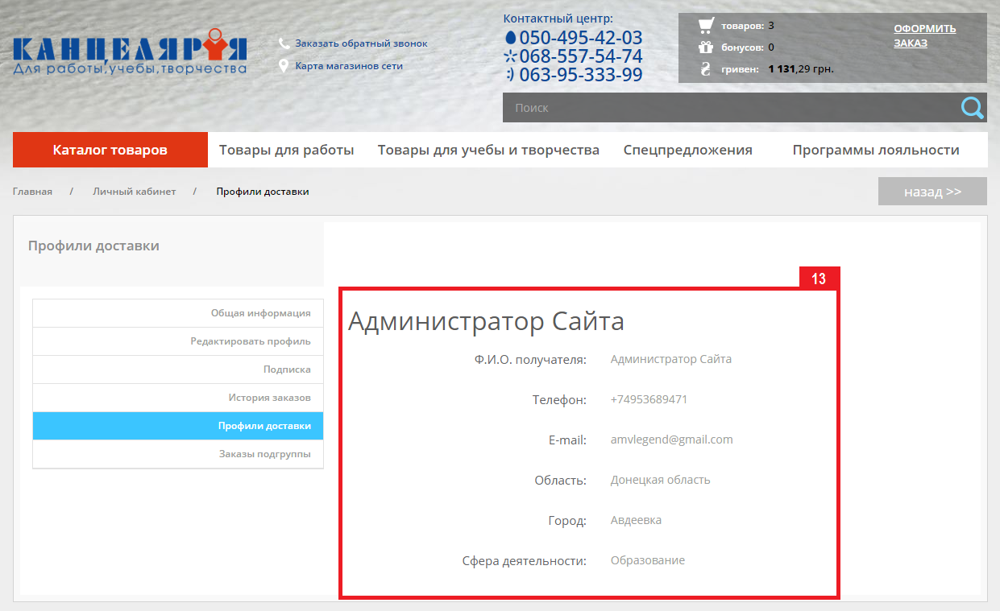 КАНЦЕЛЯРИЯ
Для работы,учебы,творчества
Заказать обратный звонок
Карта магазинов сети
Контактный центр:
050-495-42-03
068-557-54-74
:) 063-95-333-99
товаров: 3
бонусов: 0
гривен: 1 131,29 грн.
ОФОРМИТЬ
ЗАКАЗ
Поиск
Каталог товаров
Товары для работы
Товары для учебы и творчества
Спецпредложения
Программы лояльности
Главная / Личный кабинет / Профили доставки
назад >>
Профили доставки
Общая информация
Редактировать профиль
Подписка
История заказов
Профили доставки
Заказы подгруппы
13
Администратор Сайта
Ф.И.О. получателя: Администратор Сайта
Телефон: +74953689471
E-mail: amvlegend@gmail.com
Область: Донецкая область
Город: Авдеевка
Сфера деятельности: Образование